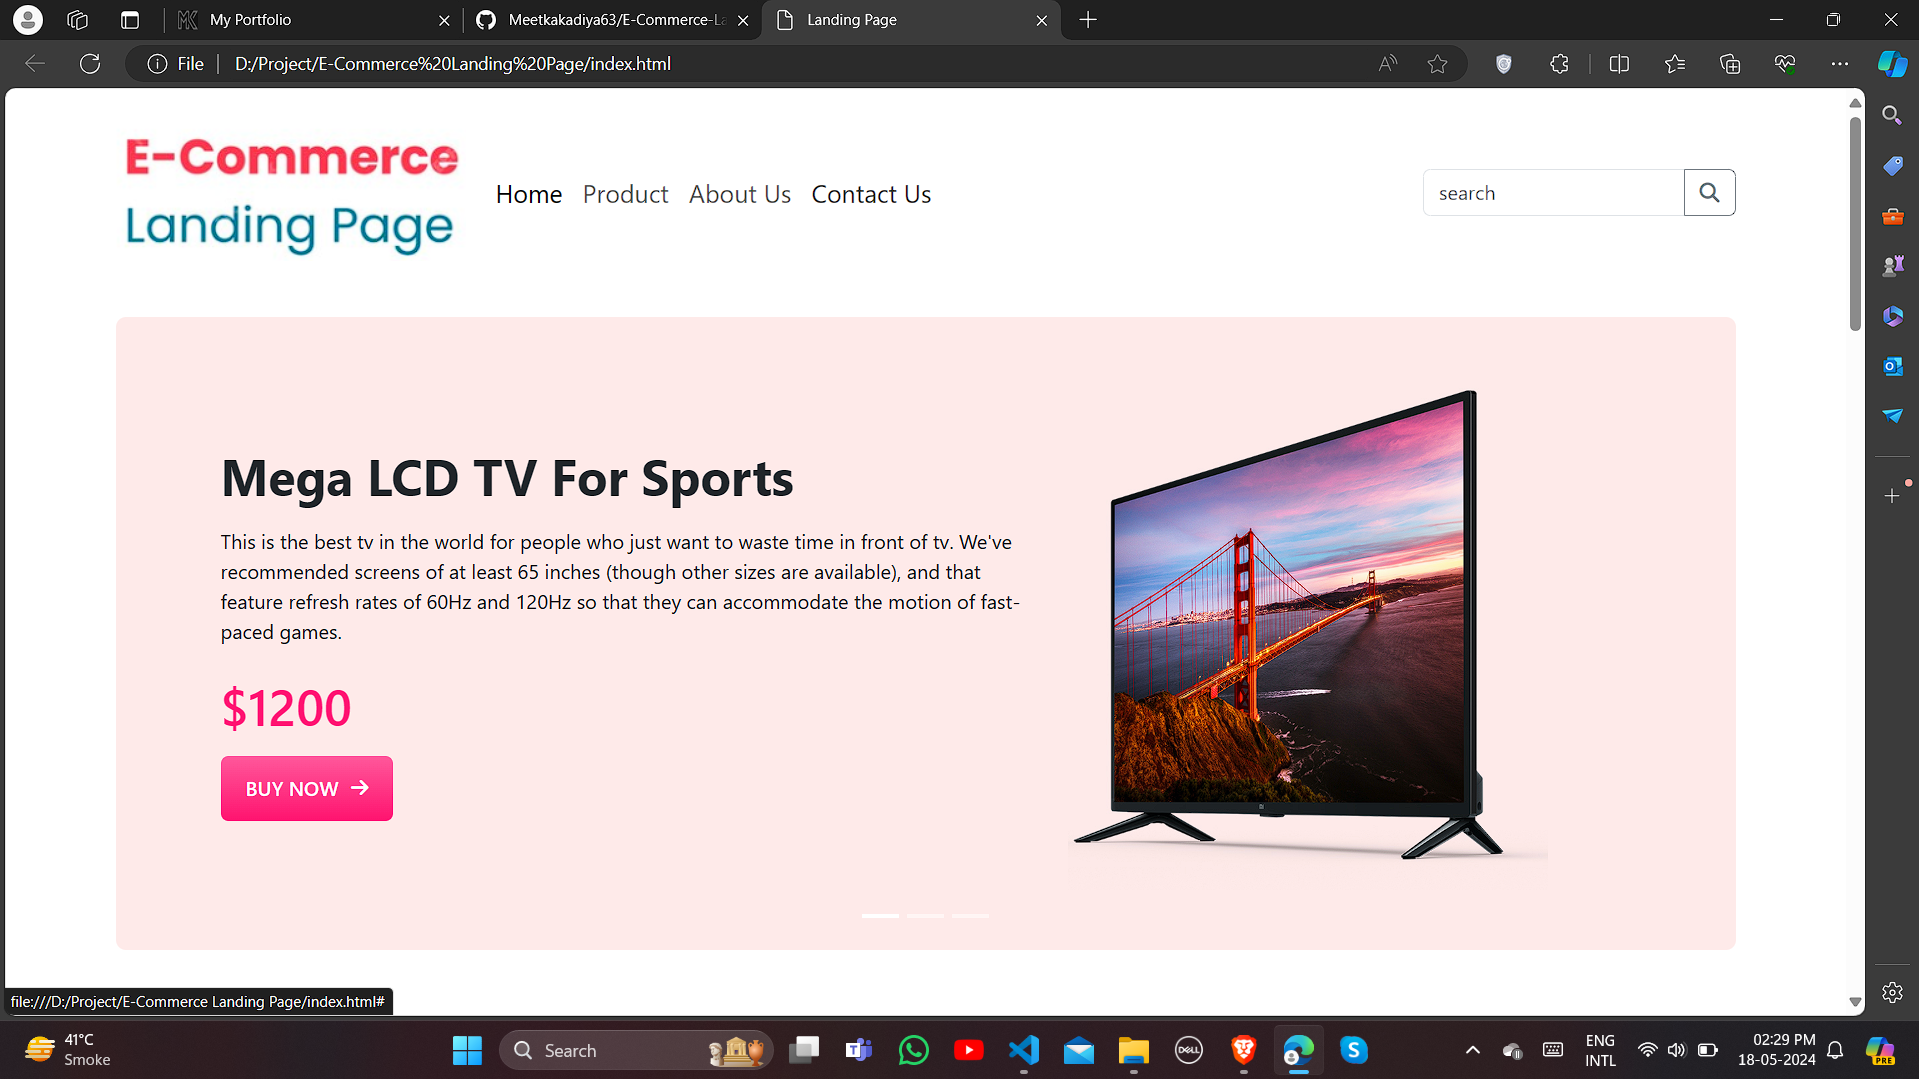 My Portfolio
Meetkakadiya63/E-Commerce-La
Landing Page
File
D:/Project/E-Commerce%20Landing%20Page/index.html
E-Commerce
Landing Page
Home
Product
About Us
Contact Us
search
Mega LCD TV For Sports
This is the best tv in the world for people who just want to waste time in front of tv. We've
recommended screens of at least 65 inches (though other sizes are available), and that
feature refresh rates of 60Hz and 120Hz so that they can accommodate the motion of fast-
paced games.
$1200
BUY NOW
file:///D:/Project/E-Commerce Landing Page/index.html#
41°C
Smoke
Search
DELL
ENG
INTL
02:29 PM
18-05-2024
PRE